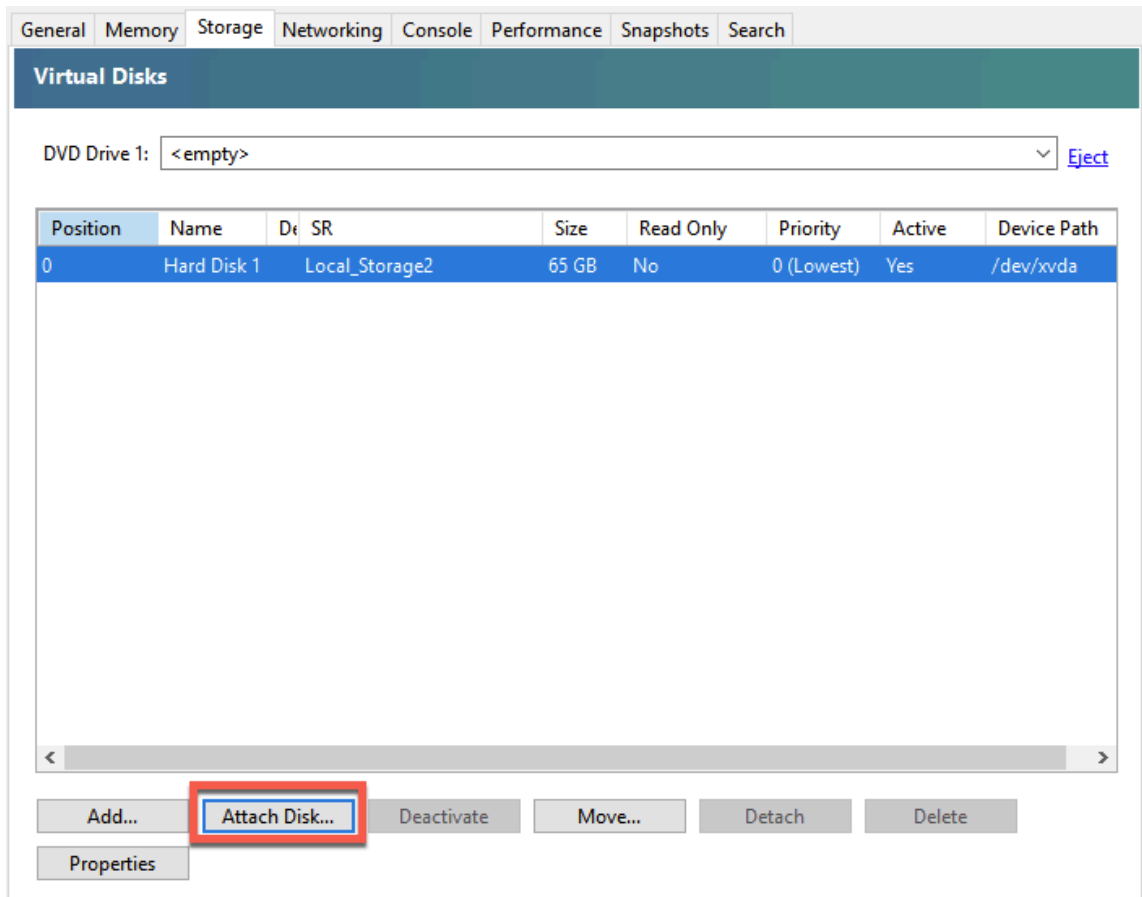 General Memory Storage Networking Console Performance Snapshots Search
Virtual Disks
DVD Drive 1: <empty> Eject
Position Name De SR Size Read Only Priority Active Device Path
0 Hard Disk 1 Local_Storage2 65 GB No 0 (Lowest) Yes /dev/xvda
Add... Attach Disk... Deactivate Move... Detach Delete
Properties